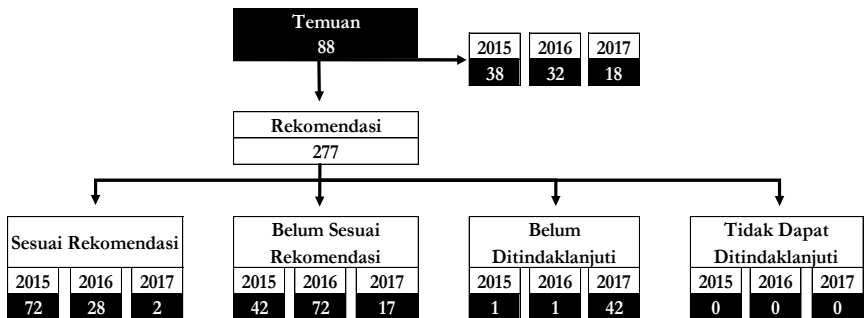 Temuan
88
2015 2016 2017
38 32 18
Rekomendasi
277
Sesuai Rekomendasi
2015 2016 2017
72 28 2
Belum Sesuai
Rekomendasi
2015 2016 2017
42 72 17
Belum
Ditindaklanjuti
2015 2016 2017
1 1 42
Tidak Dapat
Ditindaklanjuti
2015 2016 2017
0 0 0